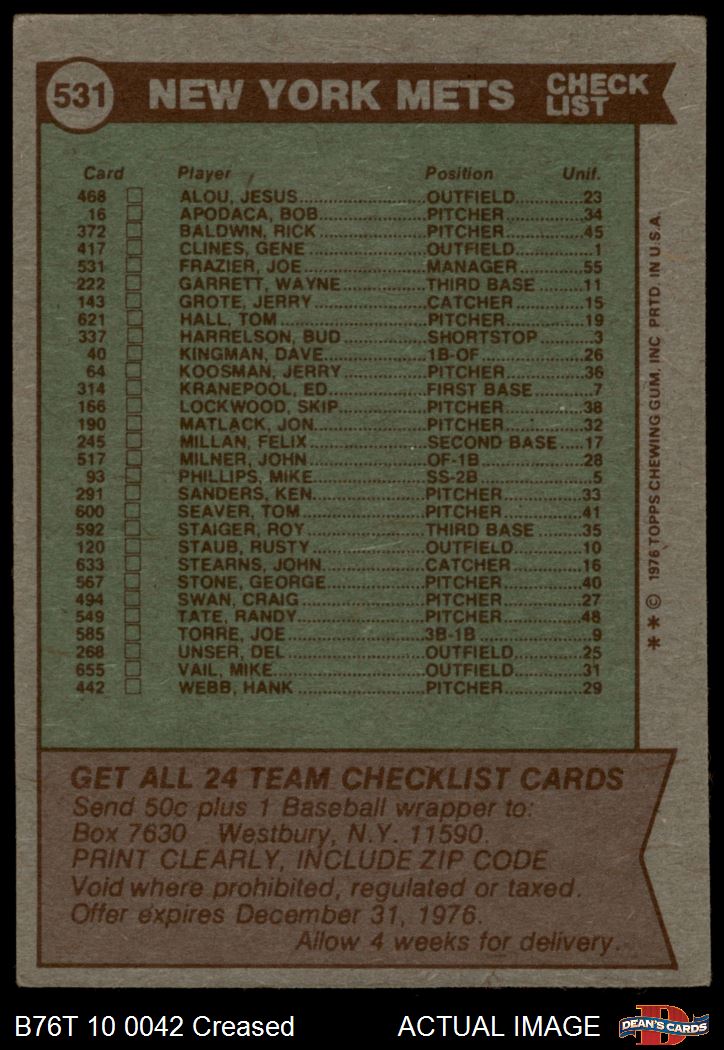 531 NEW YORK METS CHECK LIST
Card Player Position Unif.
468 ALOU, JESUS OUTFIELD 23
16 APODACA, BOB PITCHER 34
372 BALDWIN, RICK PITCHER 45
417 CLINES, GENE OUTFIELD 1
531 FRAZIER, JOE MANAGER 55
222 GARRETT, WAYNE THIRD BASE 11
143 GROTE, JERRY CATCHER 15
621 HALL, TOM PITCHER 19
337 HARRELSON, BUD SHORTSTOP 3
40 KINGMAN, DAVE 1B-OF 26
64 KOOSMAN, JERRY PITCHER 36
314 KRANEPOOL, ED FIRST BASE 7
166 LOCKWOOD, SKIP PITCHER 38
190 MATLACK, JON PITCHER 32
245 MILLAN, FELIX SECOND BASE 17
517 MILNER, JOHN OF-1B 28
93 PHILLIPS, MIKE SS-2B 5
291 SANDERS, KEN PITCHER 33
600 SEAVER, TOM PITCHER 41
592 STAIGER, ROY THIRD BASE 35
120 STAUB, RUSTY OUTFIELD 10
633 STEARNS, JOHN CATCHER 16
567 STONE, GEORGE PITCHER 40
494 SWAN, CRAIG PITCHER 27
549 TATE, RANDY PITCHER 48
585 TORRE, JOE 3B-1B 9
268 UNSER, DEL OUTFIELD 25
655 VAIL, MIKE OUTFIELD 31
442 WEBB, HANK PITCHER 29
** © 1976 TOPPS CHEWING GUM, INC PRTD. IN U.S.A.
GET ALL 24 TEAM CHECKLIST CARDS
Send 50c plus 1 Baseball wrapper to:
Box 7630 Westbury, N.Y. 11590.
PRINT CLEARLY, INCLUDE ZIP CODE
Void where prohibited, regulated or taxed.
Offer expires December 31, 1976.
Allow 4 weeks for delivery.
B76T 10 0042 Creased ACTUAL IMAGE
D
DEAN'S CARDS